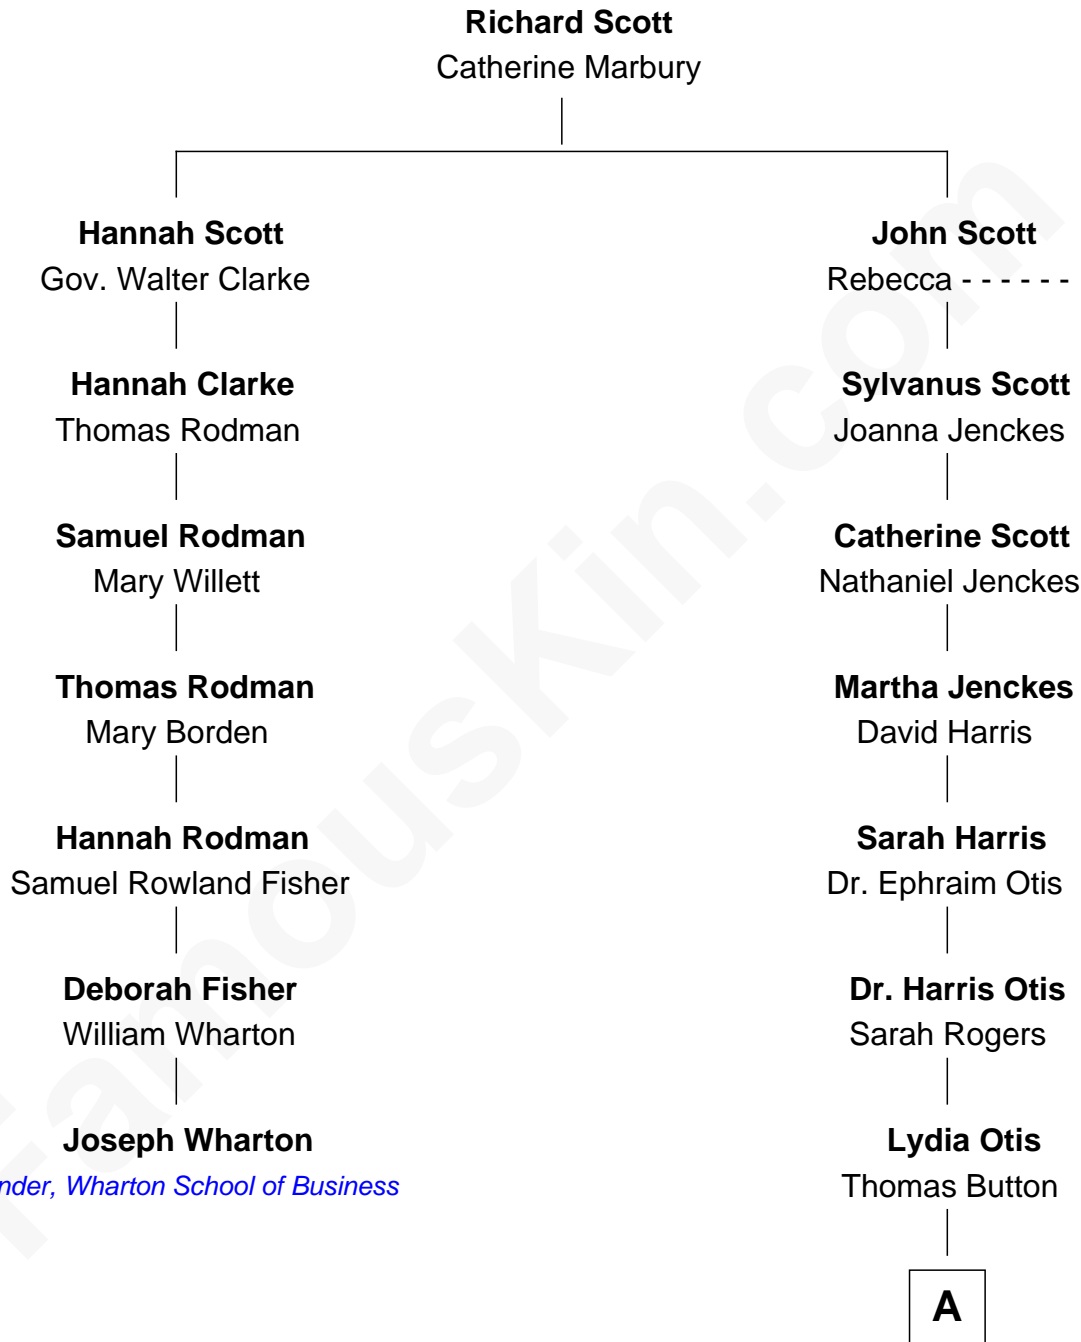 Richard Scott
Catherine Marbury
Hannah Scott
Gov. Walter Clarke
Hannah Clarke
Thomas Rodman
Samuel Rodman
Mary Willett
Thomas Rodman
Mary Borden
Hannah Rodman
Samuel Rowland Fisher
Deborah Fisher
William Wharton
Joseph Wharton
nder, Wharton School of Business
John Scott
Rebecca - - - - - -
Sylvanus Scott
Joanna Jenckes
Catherine Scott
Nathaniel Jenckes
Martha Jenckes
David Harris
Sarah Harris
Dr. Ephraim Otis
Dr. Harris Otis
Sarah Rogers
Lydia Otis
Thomas Button
A
FamousKin.com